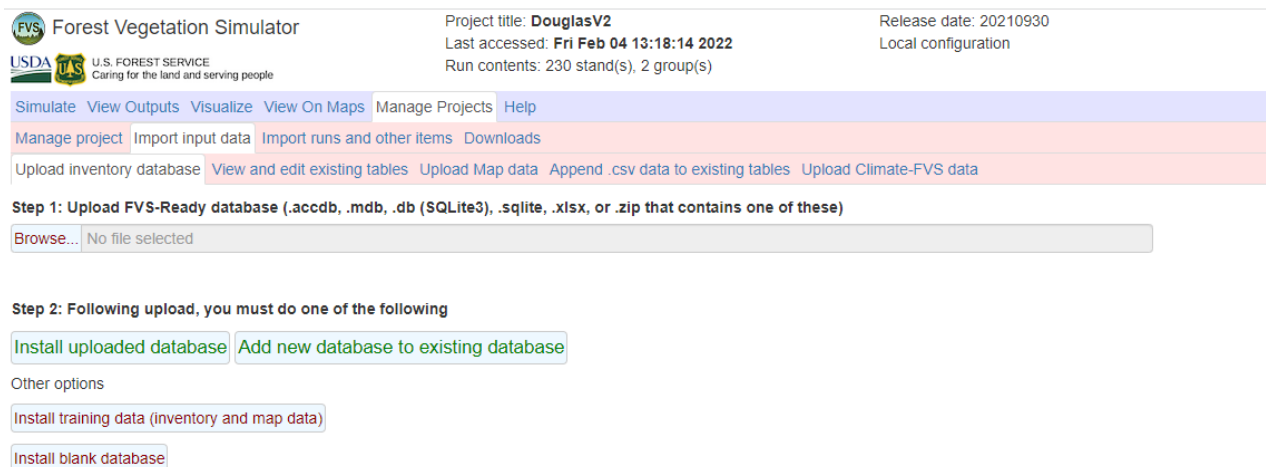 FVS Forest Vegetation Simulator
USDA UAS U.S. FOREST SERVICE
Caring for the land and serving people
Project title: DouglasV2
Last accessed: Fri Feb 04 13:18:14 2022
Run contents: 230 stand(s), 2 group(s)
Release date: 20210930
Local configuration
Simulate View Outputs Visualize View On Maps Manage Projects Help
Manage project Import input data Import runs and other items Downloads
Upload inventory database View and edit existing tables Upload Map data Append .csv data to existing tables Upload Climate-FVS data
Step 1: Upload FVS-Ready database (.accdb, .mdb, .db (SQLite3), .sqlite, .xlsx, or .zip that contains one of these)
Browse... No file selected
Step 2: Following upload, you must do one of the following
Install uploaded database Add new database to existing database
Other options
Install training data (inventory and map data)
Install blank database